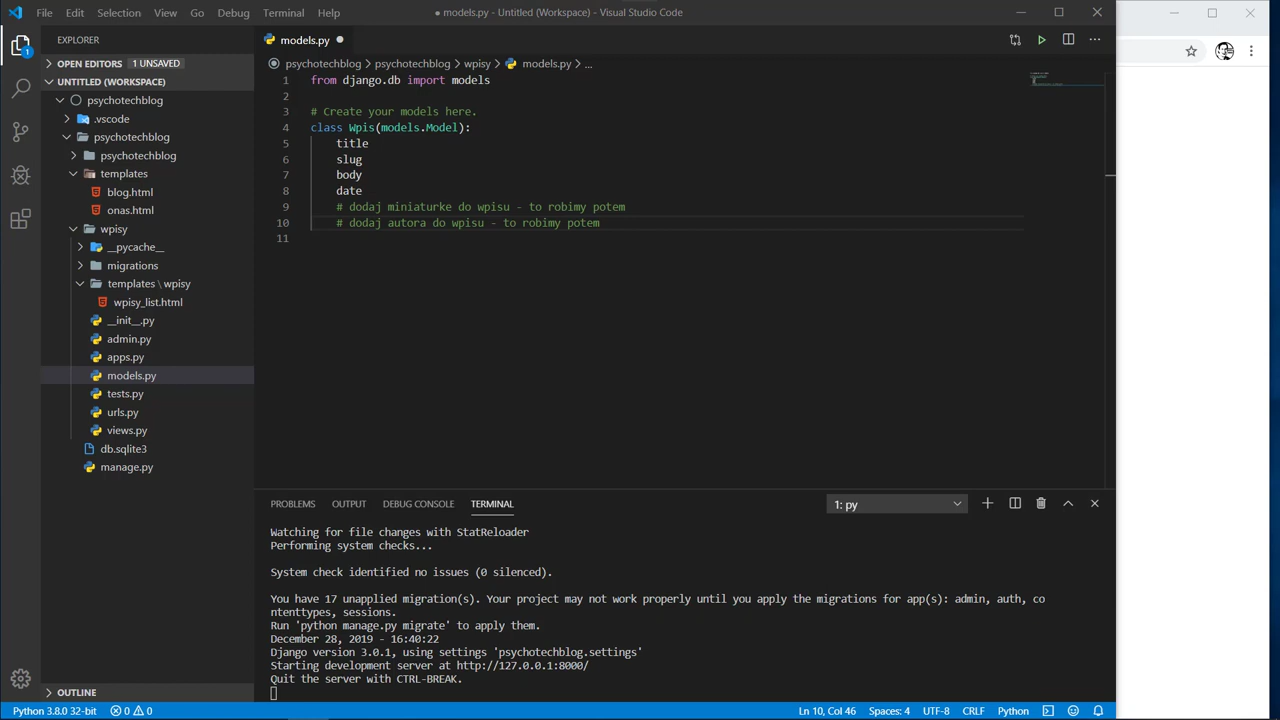 File Edit Selection View Go Debug Terminal Help
● models.py - Untitled (Workspace) - Visual Studio Code
EXPLORER
models.py ●
OPEN EDITORS 1 UNSAVED
psychotechblog > psychotechblog > wpisy > models.py > ...
UNTITLED (WORKSPACE)
psychotechblog
.vscode
psychotechblog
psychotechblog
templates
blog.html
onas.html
wpisy
__pycache__
migrations
templates \ wpisy
wpisy_list.html
__init__.py
admin.py
apps.py
models.py
tests.py
urls.py
views.py
db.sqlite3
manage.py
OUTLINE
1 from django.db import models
2
3 # Create your models here.
4 class Wpis(models.Model):
5 title
6 slug
7 body
8 date
9 # dodaj miniaturke do wpisu - to robimy potem
10 # dodaj autora do wpisu - to robimy potem
11
PROBLEMS OUTPUT DEBUG CONSOLE TERMINAL
1: py
Watching for file changes with StatReloader
Performing system checks...
System check identified no issues (0 silenced).
You have 17 unapplied migration(s). Your project may not work properly until you apply the migrations for app(s): admin, auth, co
ntenttypes, sessions.
Run 'python manage.py migrate' to apply them.
December 28, 2019 - 16:40:22
Django version 3.0.1, using settings 'psychotechblog.settings'
Starting development server at http://127.0.0.1:8000/
Quit the server with CTRL-BREAK.
Python 3.8.0 32-bit 0 0 Ln 10, Col 46 Spaces: 4 UTF-8 CRLF Python
1